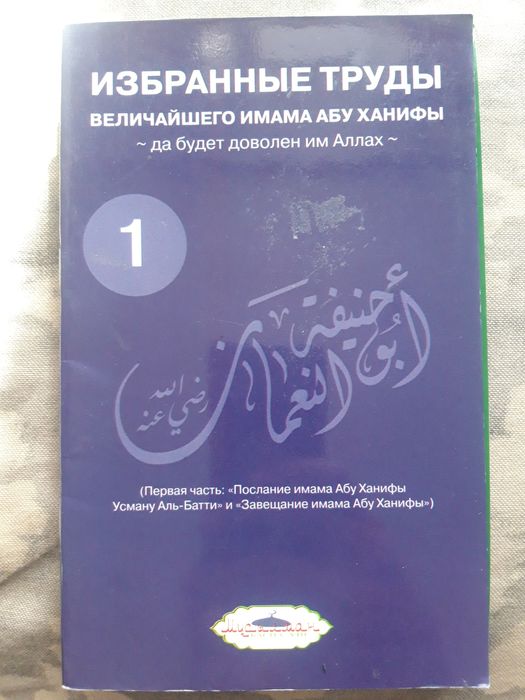 ИЗБРАННЫЕ ТРУДЫ
ВЕЛИЧАЙШЕГО ИМАМА АБУ ХАНИФЫ
~ да будет доволен им Аллах ~
1
أبو حنيفة
النعمان
رضي الله
عنه
(Первая часть: «Послание имама Абу Ханифы
Усману Аль-Батти» и «Завещание имама Абу Ханифы»)
Мусульманин